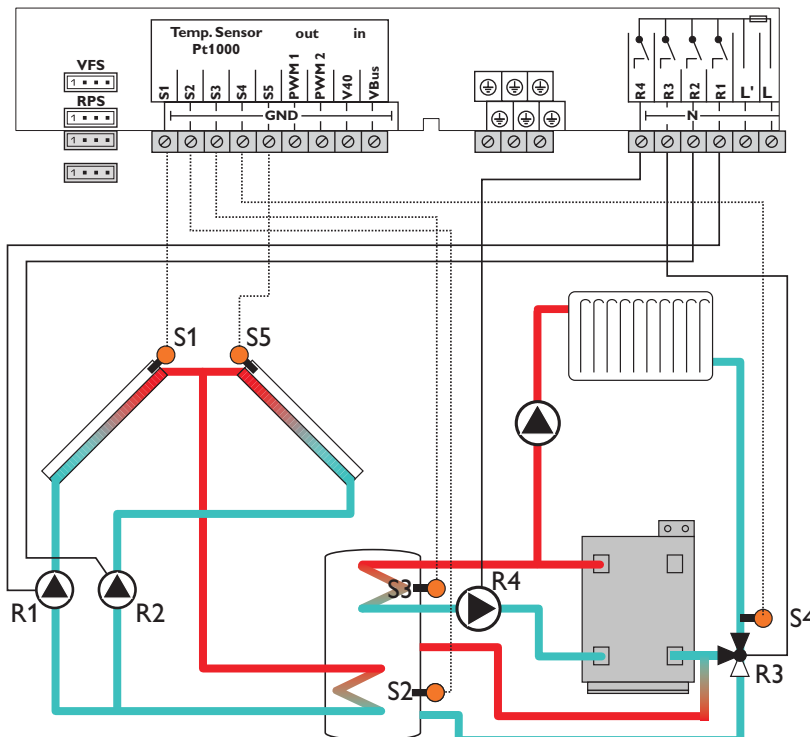 Temp. Sensor
Pt1000
out
in
VFS
1
RPS
1
1
1
S1
S2
S3
S4
S5
PWM 1
PWM 2
V40
VBus
GND
R4
R3
R2
R1
L'
L
N
S1
S5
S3
R4
S4
R1
R2
S2
R3